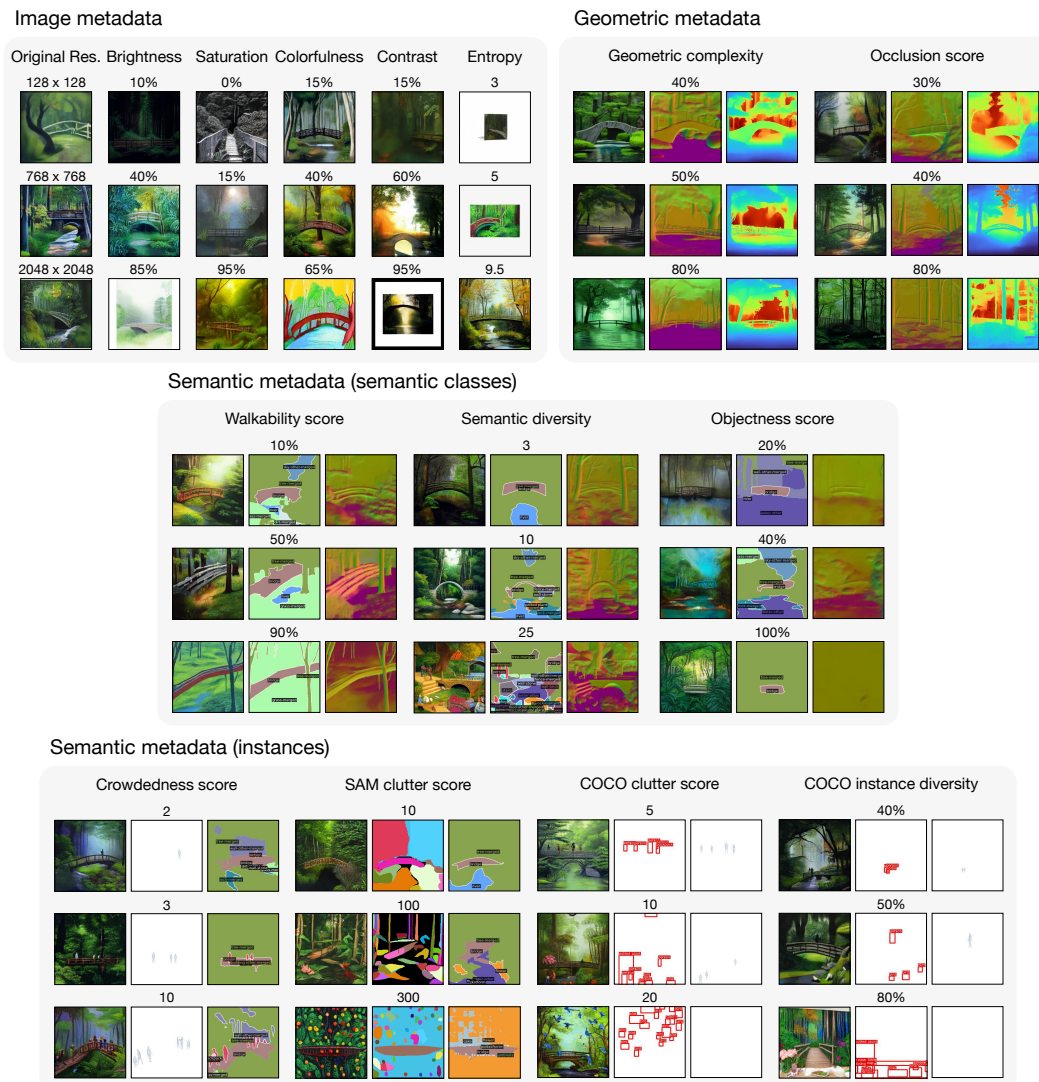 Image metadata
Original Res. Brightness Saturation Colorfulness Contrast Entropy
128 x 128 10% 0% 15% 15% 3
768 x 768 40% 15% 40% 60% 5
2048 x 2048 85% 95% 65% 95% 9.5
Geometric metadata
Geometric complexity Occlusion score
40% 30%
50% 40%
80% 80%
Semantic metadata (semantic classes)
Walkability score Semantic diversity Objectness score
10% 3 20%
50% 10 40%
90% 25 100%
Semantic metadata (instances)
Crowdedness score SAM clutter score COCO clutter score COCO instance diversity
2 10 5 40%
3 100 10 50%
10 300 20 80%